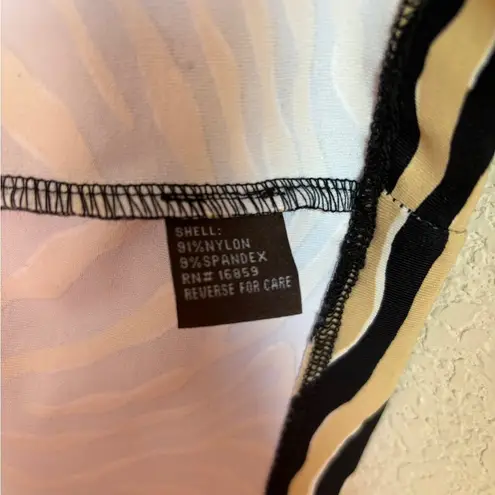 SHELL:
91%NYLON
9%SPANDEX
RN# 16859
REVERSE FOR CARE